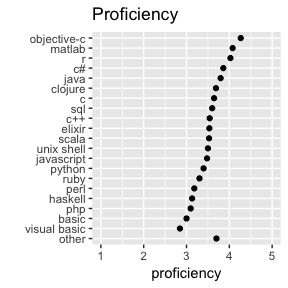 Proficiency
objective-c
matlab
r
c#
java
clojure
c
sql
c++
elixir
scala
unix shell
javascript
python
ruby
perl
haskell
php
basic
visual basic
other
1 2 3 4 5
proficiency